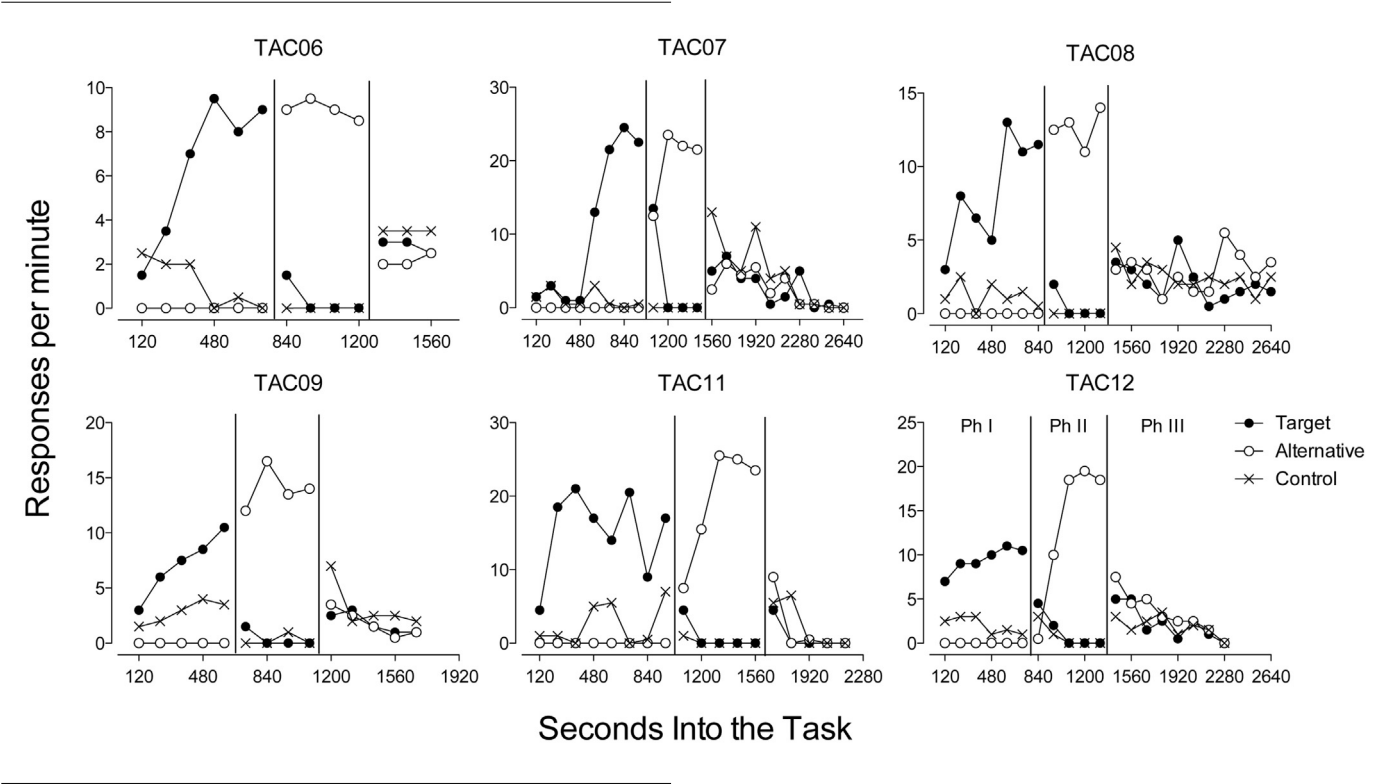 TAC06
10
8
6
4
2
0
120 480 840 1200 1560
TAC07
30
20
10
0
120 480 840 1200 1560 1920 2280 2640
TAC08
15
10
5
0
120 480 840 1200 1560 1920 2280 2640
Responses per minute
TAC09
20
15
10
5
0
120 480 840 1200 1560 1920
TAC11
30
20
10
0
120 480 840 1200 1560 1920 2280
TAC12
25
20
15
10
5
0
Ph I Ph II Ph III
120 480 840 1200 1560 1920 2280 2640
Target
Alternative
Control
Seconds Into the Task